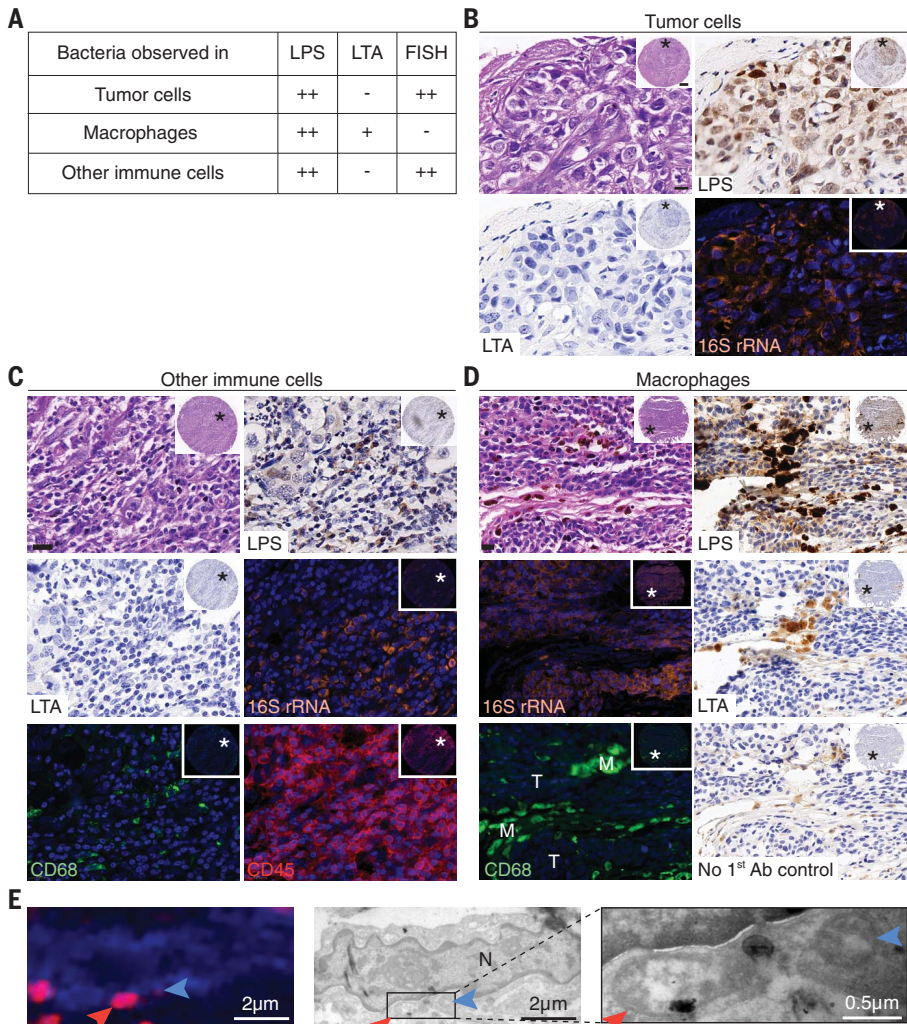 A
Bacteria observed in LPS LTA FISH
Tumor cells ++ - ++
Macrophages ++ + -
Other immune cells ++ - ++
B
Tumor cells
*
*
LPS
*
LTA
*
16S rRNA
C
Other immune cells
*
*
LPS
*
LTA
*
16S rRNA
*
CD68
*
CD45
D
Macrophages
*
*
LPS
*
16S rRNA
*
LTA
*
T
M
M
T
CD68
*
No 1st Ab control
E
2µm
N
2µm
0.5µm